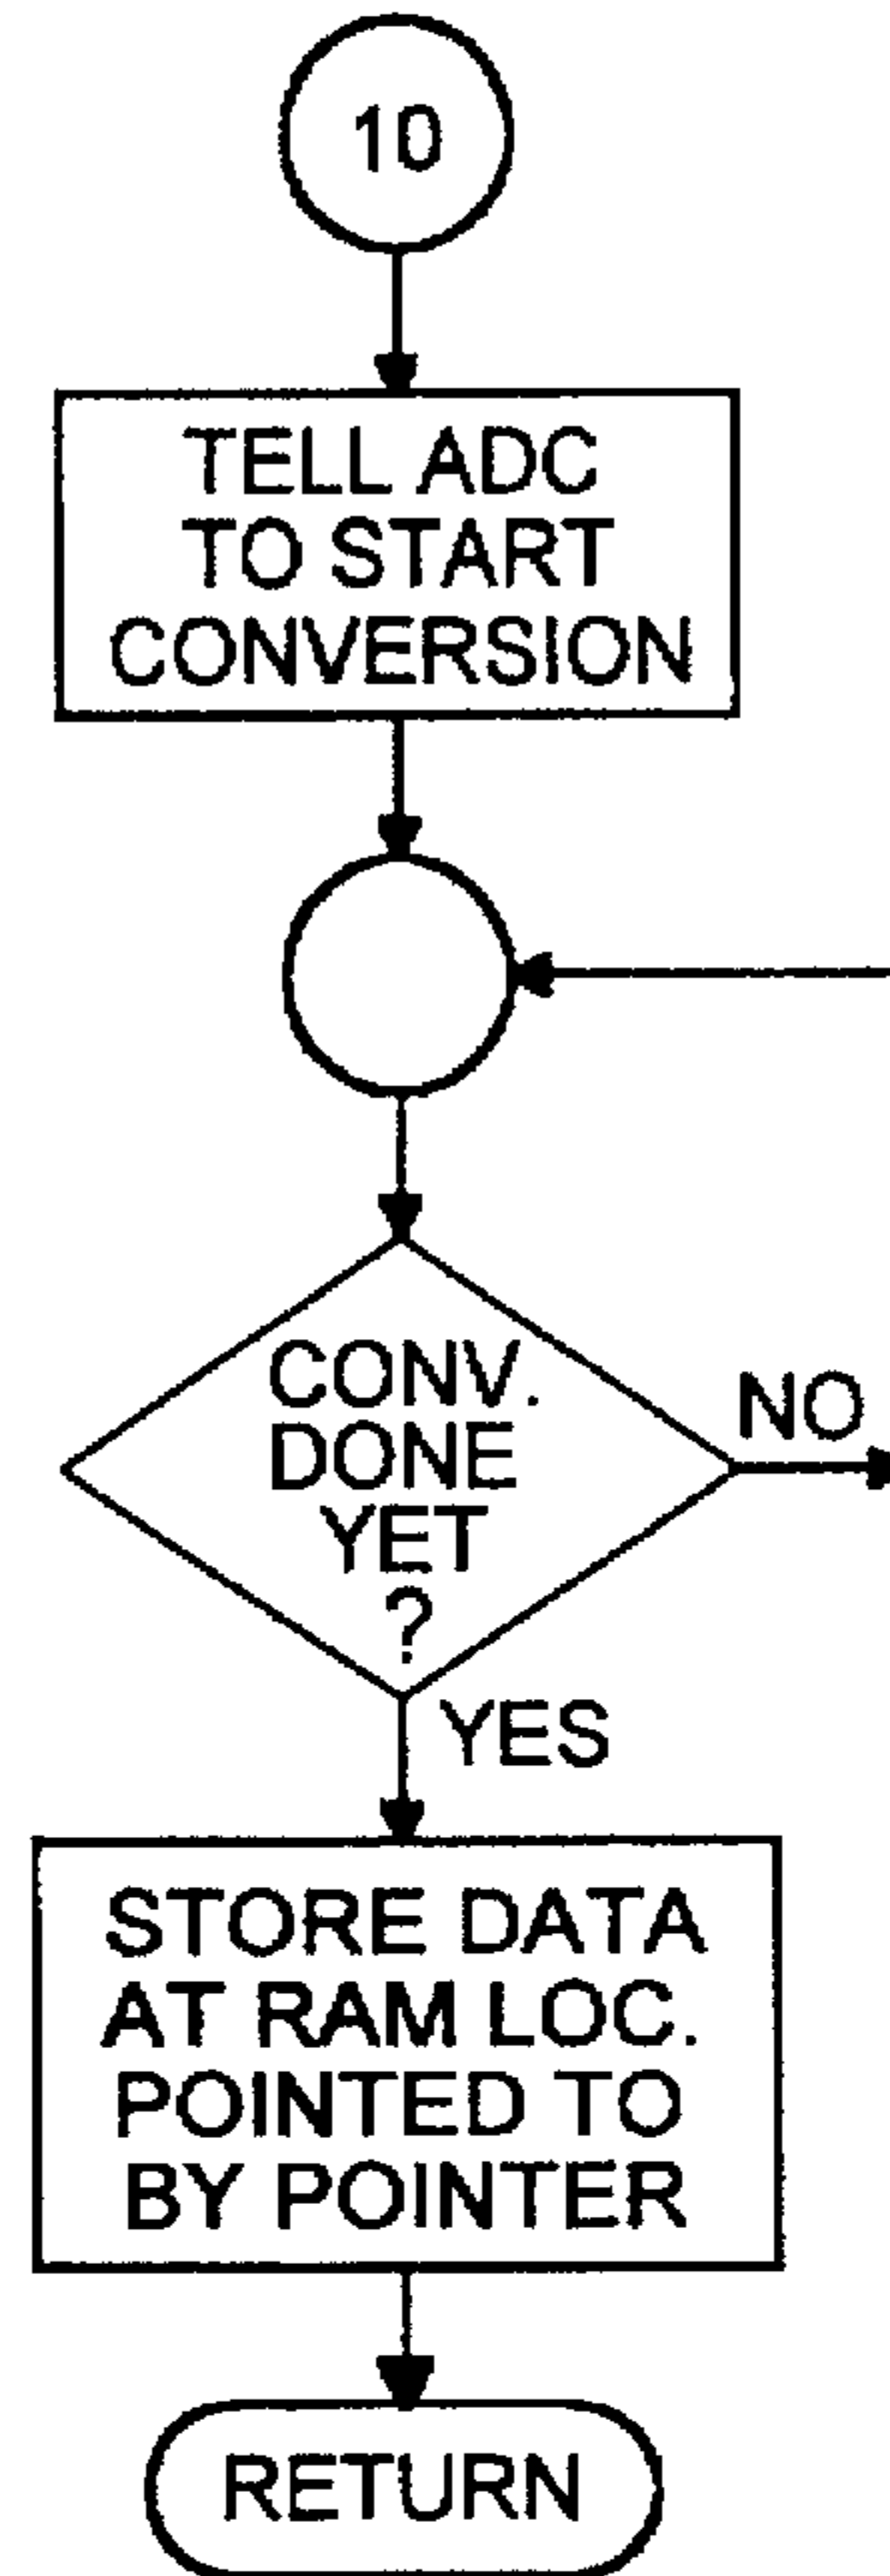 10
TELL ADC
TO START
CONVERSION
CONV.
DONE
YET
?
NO
YES
STORE DATA
AT RAM LOC.
POINTED TO
BY POINTER
RETURN